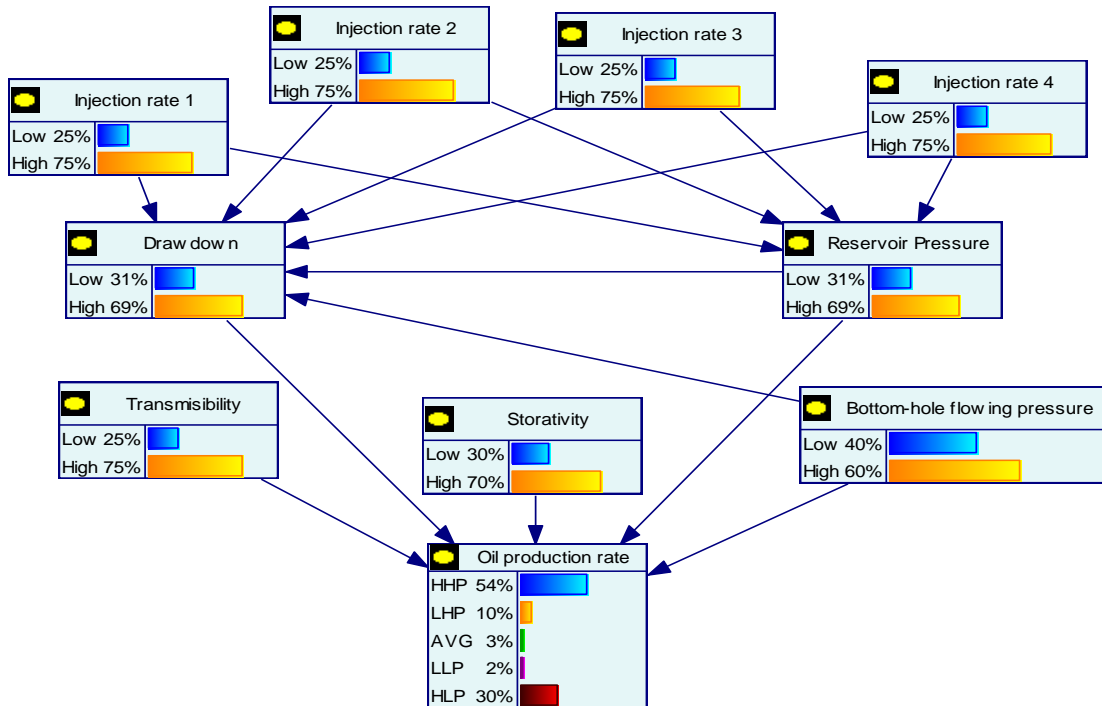 Injection rate 2
Low 25%
High 75%
Injection rate 3
Low 25%
High 75%
Injection rate 1
Low 25%
High 75%
Injection rate 4
Low 25%
High 75%
Draw down
Low 31%
High 69%
Reservoir Pressure
Low 31%
High 69%
Transmisibility
Low 25%
High 75%
Storativity
Low 30%
High 70%
Bottom-hole flowing pressure
Low 40%
High 60%
Oil production rate
HHP 54%
LHP 10%
AVG 3%
LLP 2%
HLP 30%